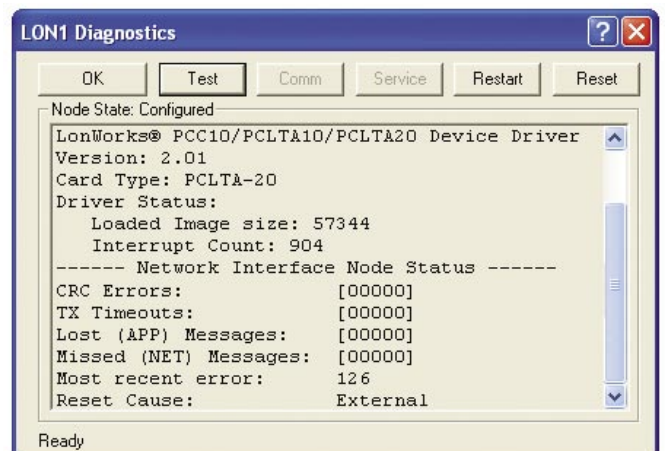 LON1 Diagnostics
OK Test Comm Service Restart Reset
Node State: Configured
LonWorks® PCC10/PCLTA10/PCLTA20 Device Driver
Version: 2.01
Card Type: PCLTA-20
Driver Status:
Loaded Image size: 57344
Interrupt Count: 904
------ Network Interface Node Status ------
CRC Errors: [00000]
TX Timeouts: [00000]
Lost (APP) Messages: [00000]
Missed (NET) Messages: [00000]
Most recent error: 126
Reset Cause: External
Ready